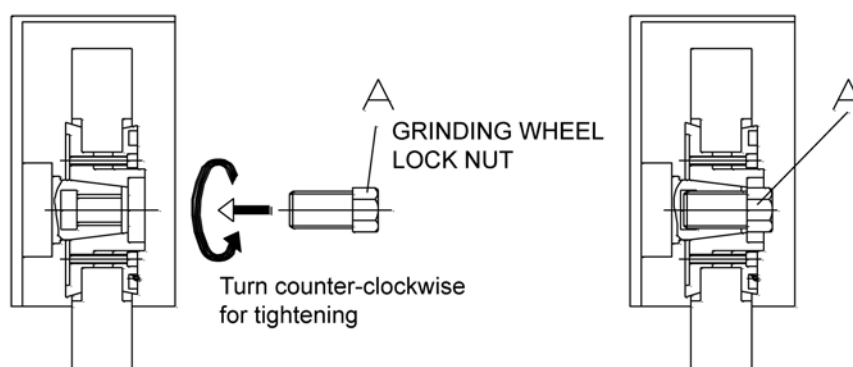 A
GRINDING WHEEL
LOCK NUT
Turn counter-clockwise
for tightening
A